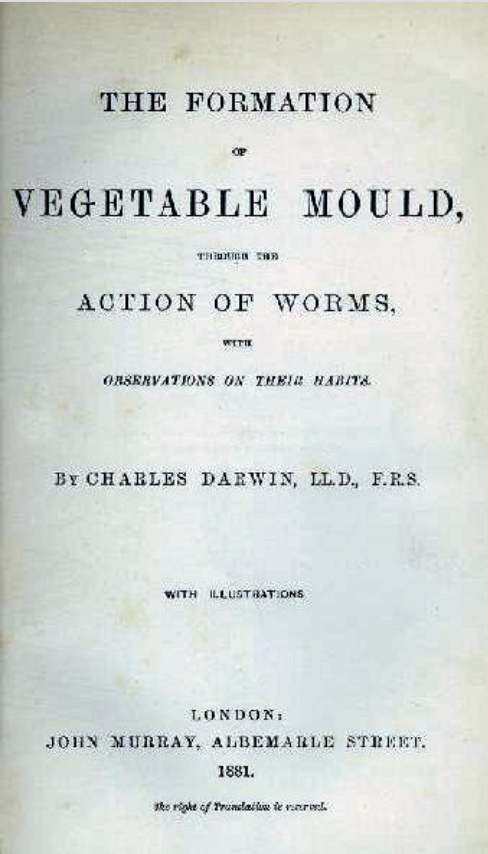 THE FORMATION
OF
VEGETABLE MOULD,
THROUGH THE
ACTION OF WORMS,
WITH
OBSERVATIONS ON THEIR HABITS.
BY CHARLES DARWIN, LL.D., F.R.S.
WITH ILLUSTRATIONS
LONDON:
JOHN MURRAY, ALBEMARLE STREET.
1881.
The right of Translation is reserved.